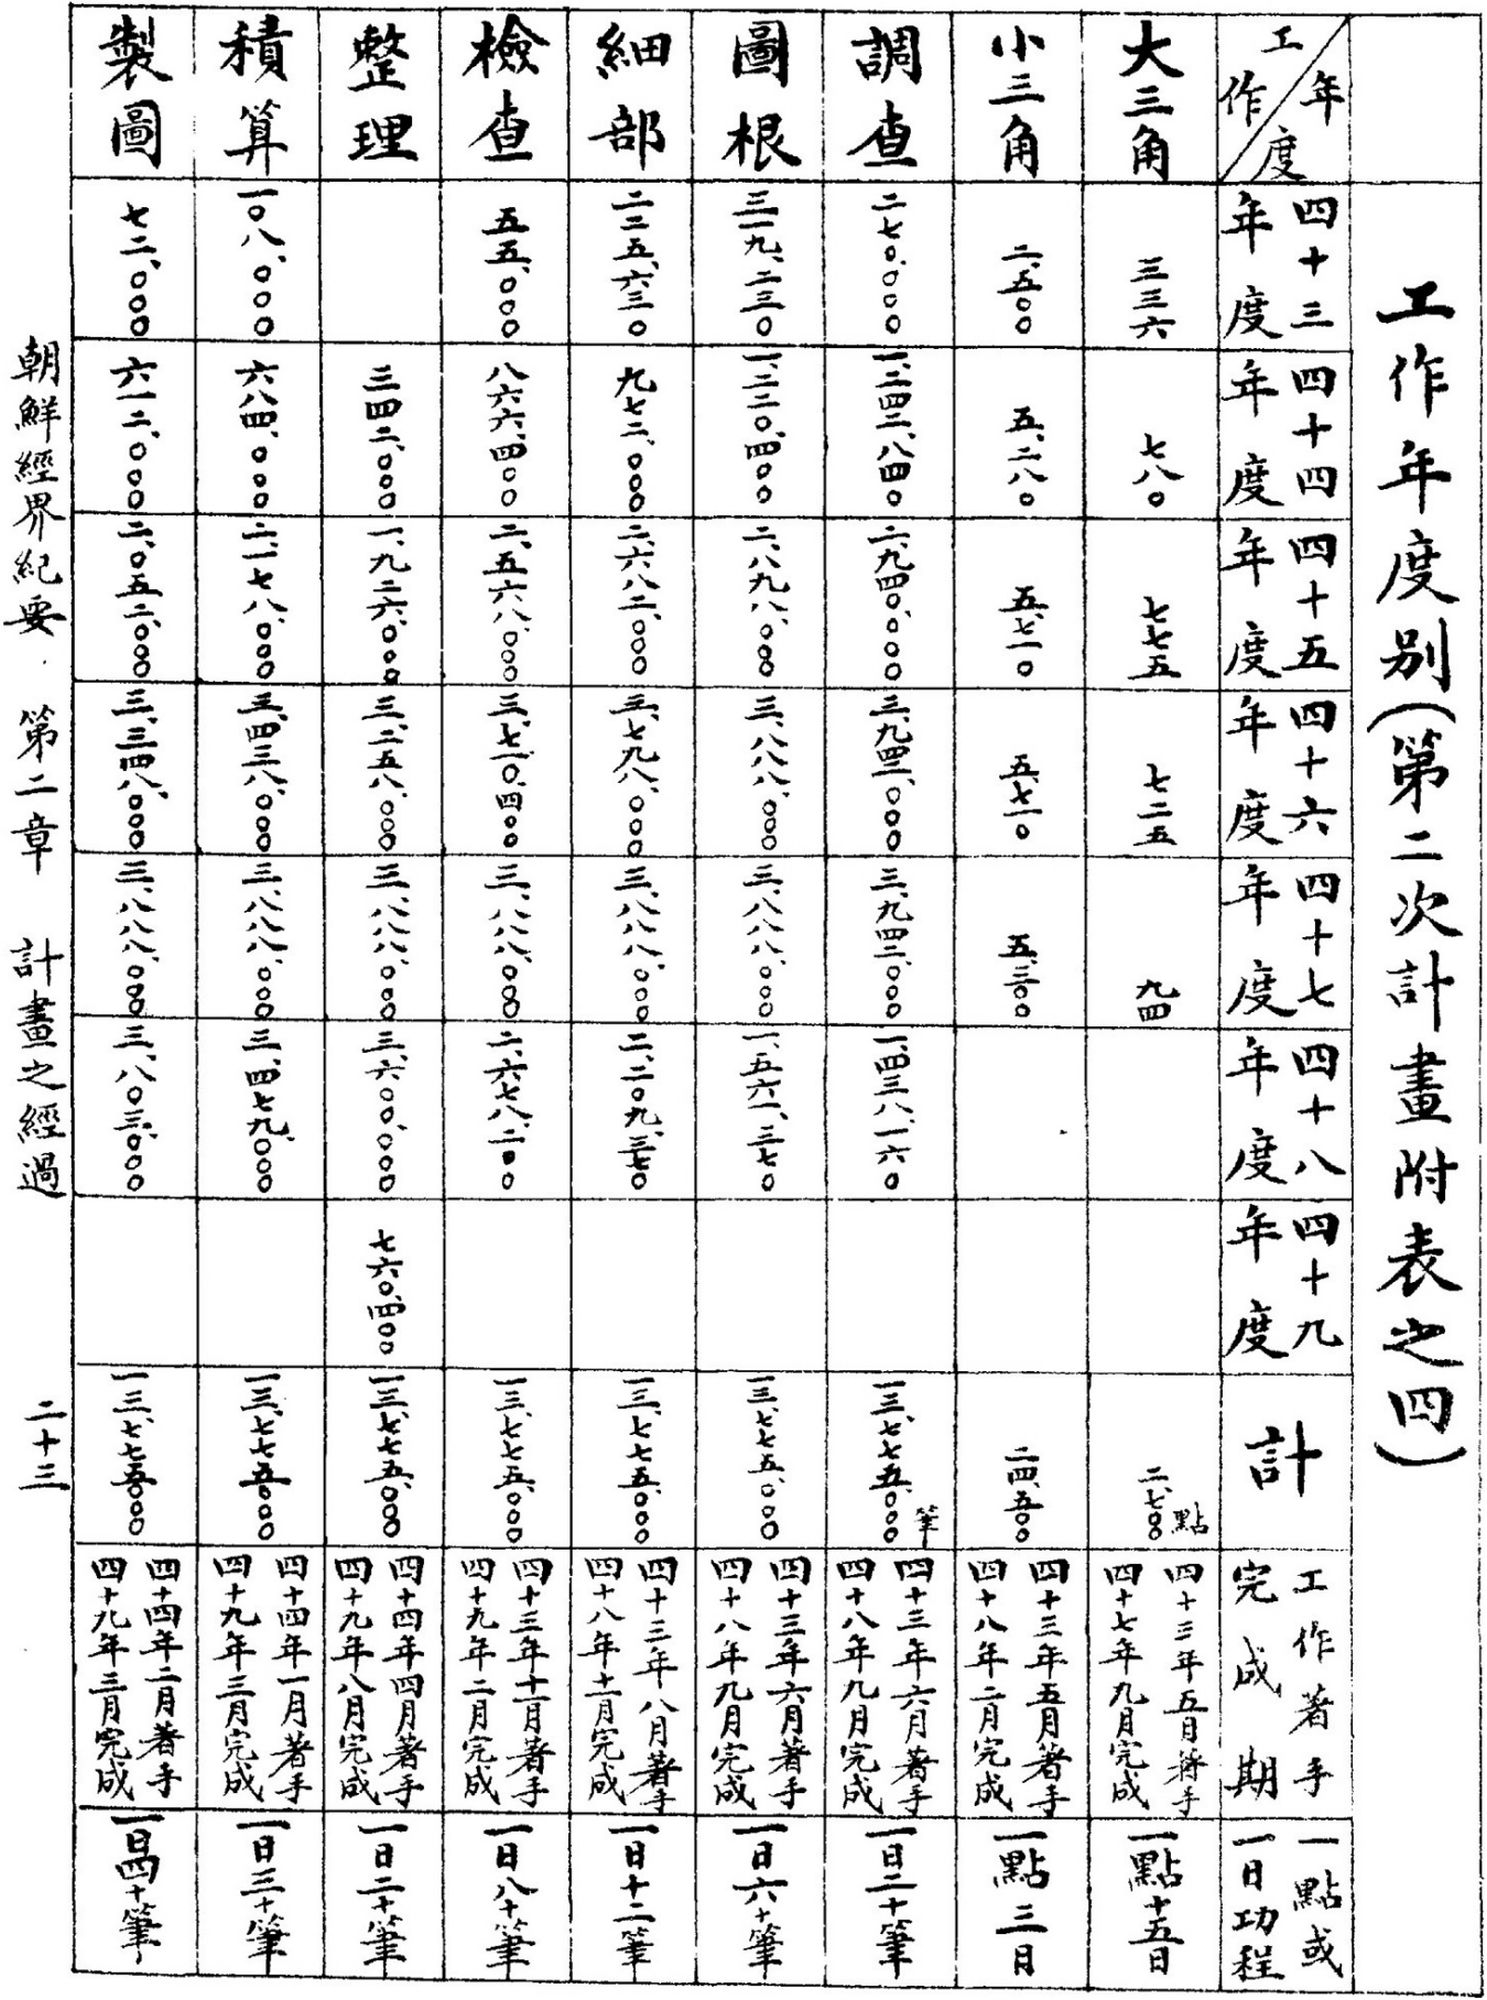 工作年度別(第二次計畫附表之四)
年度
工作
四十三年度
四十四年度
四十五年度
四十六年度
四十七年度
四十八年度
四十九年度
計
工作著手
完成期
一點或
一日功程
大三角
三三六
七八〇
七七五
七二五
九四
二、七〇〇點
四十三年五月著手
四十七年九月完成
一點十五日
小三角
二、五〇〇
五、二八〇
五、七一〇
五、七一〇
五、三〇〇
二四、五〇〇
四十三年五月著手
四十八年二月完成
一點三日
調查
二七〇、〇〇〇
一、二四二、八四〇
二、九四〇、〇〇〇
三、九四二、〇〇〇
三、九四二、〇〇〇
一、四三八、一六〇
一三、七七五、〇〇〇筆
四十三年六月著手
四十八年九月完成
一日二十筆
圖根
三一九、二三〇
一、二二〇、四〇〇
二、八九八、〇〇〇
三、八八八、〇〇〇
三、八八八、〇〇〇
一、五六一、三七〇
一三、七七五、〇〇〇
四十三年六月著手
四十八年九月完成
一日六十筆
細部
二二五、六三〇
九七二、〇〇〇
二、六八二、〇〇〇
三、七九八、〇〇〇
三、八八八、〇〇〇
二、二〇九、三七〇
一三、七七五、〇〇〇
四十三年八月著手
四十八年十一月完成
一日十二筆
檢查
五五、〇〇〇
八六六、四〇〇
二、五六八、〇〇〇
三、七二〇、四〇〇
三、八八八、〇〇〇
二、六七八、二〇〇
一三、七七五、〇〇〇
四十三年十一月著手
四十九年二月完成
一日八十筆
整理
三四二、〇〇〇
一、九二六、〇〇〇
三、二五八、〇〇〇
三、八八八、〇〇〇
三、六〇〇、〇〇〇
七六〇、四〇〇
一三、七七五、〇〇〇
四十四年四月著手
四十九年八月完成
一日二十筆
積算
一〇八、〇〇〇
六八四、〇〇〇
二、一七八、〇〇〇
三、四三八、〇〇〇
三、八八八、〇〇〇
三、四七九、〇〇〇
一三、七七五、〇〇〇
四十四年一月著手
四十九年三月完成
一日三十筆
製圖
七二、〇〇〇
六一二、〇〇〇
二、〇五二、〇〇〇
三、三四八、〇〇〇
三、八八八、〇〇〇
三、八〇三、〇〇〇
一三、七七五、〇〇〇
四十四年二月著手
四十九年三月完成
一日四十筆
朝鮮經界紀要 第二章 計畫之經過 二十三